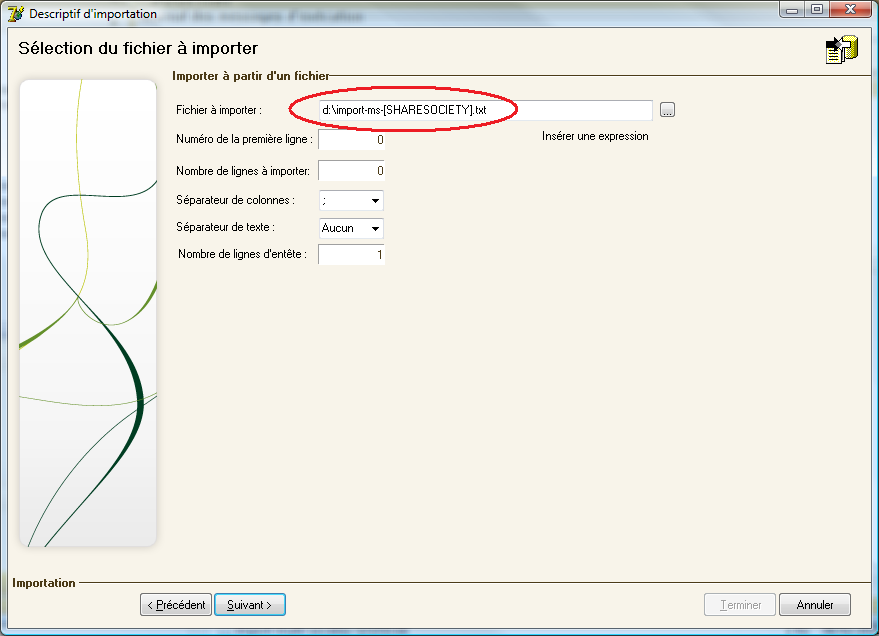 Descriptif d'importation
Sélection du fichier à importer
Importer à partir d'un fichier
Fichier à importer : d:\import-ms-[SHARESOCIETY].txt ...
Insérer une expression
Numéro de la première ligne : 0
Nombre de lignes à importer: 0
Séparateur de colonnes : ;
Séparateur de texte : Aucun
Nombre de lignes d'entête : 1
Importation
< Précédent Suivant > Terminer Annuler